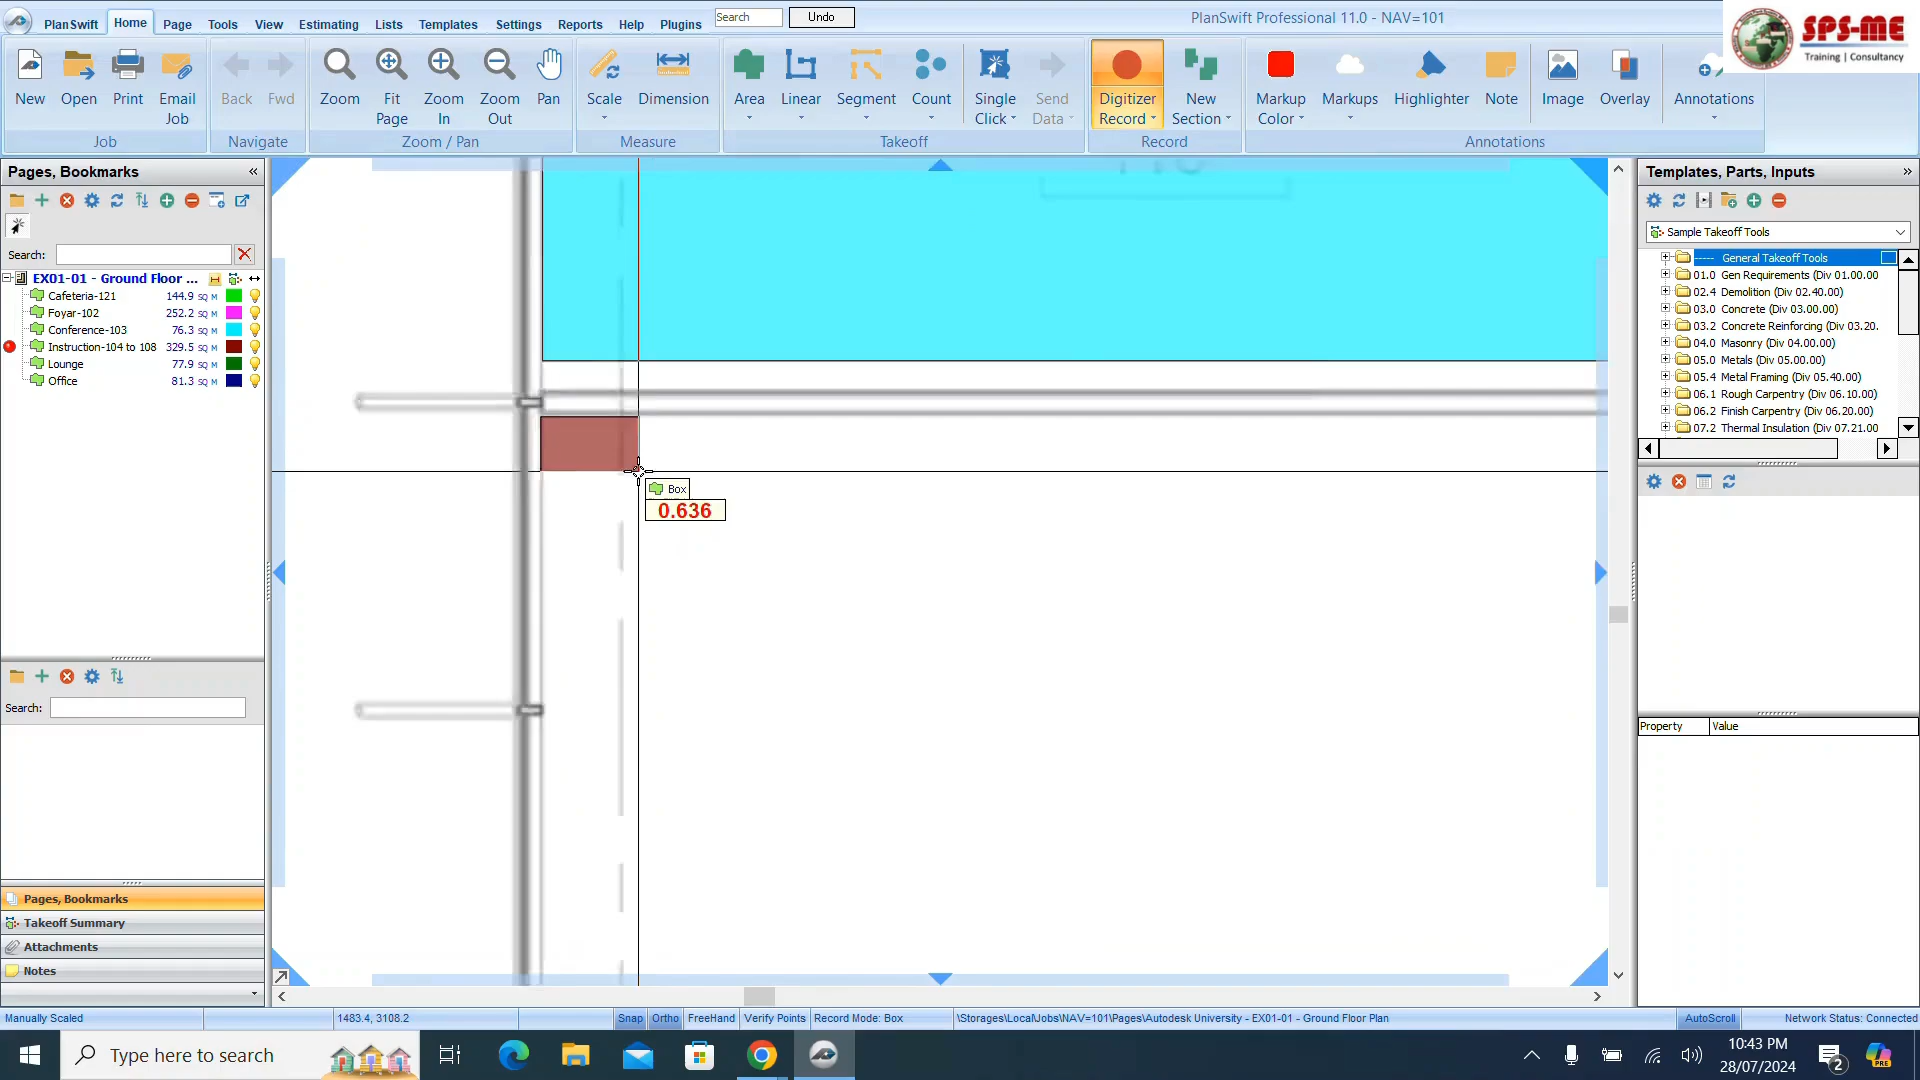 PlanSwift Home Page Tools View Estimating Lists Templates Settings Reports Help Plugins Search Undo PlanSwift Professional 11.0 - NAV=101
SPS-ME
Training | Consultancy
New Open Print Email Job Back Fwd Zoom Fit Page Zoom In Zoom Out Pan Scale Dimension Area Linear Segment Count Single Click Send Data Digitizer Record New Section Markup Color Markups Highlighter Note Image Overlay Annotations
Job Navigate Zoom / Pan Measure Takeoff Record Annotations
Pages, Bookmarks «
Search:
EX01-01 - Ground Floor ...
Cafeteria-121 144.9 SQ M
Foyar-102 252.2 SQ M
Conference-103 76.3 SQ M
Instruction-104 to 108 329.5 SQ M
Lounge 77.9 SQ M
Office 81.3 SQ M
Search:
Pages, Bookmarks
Takeoff Summary
Attachments
Notes
Box
0.636
Templates, Parts, Inputs »
Sample Takeoff Tools
----- General Takeoff Tools
01.0 Gen Requirements (Div 01.00.00
02.4 Demolition (Div 02.40.00)
03.0 Concrete (Div 03.00.00)
03.2 Concrete Reinforcing (Div 03.20.
04.0 Masonry (Div 04.00.00)
05.0 Metals (Div 05.00.00)
05.4 Metal Framing (Div 05.40.00)
06.1 Rough Carpentry (Div 06.10.00)
06.2 Finish Carpentry (Div 06.20.00)
07.2 Thermal Insulation (Div 07.21.00
Property Value
Manually Scaled 1483.4, 3108.2 Snap Ortho FreeHand Verify Points Record Mode: Box \Storages\Local\Jobs\NAV=101\Pages\Autodesk University - EX01-01 - Ground Floor Plan AutoScroll Network Status: Connected
Type here to search
10:43 PM
28/07/2024
2
PRE